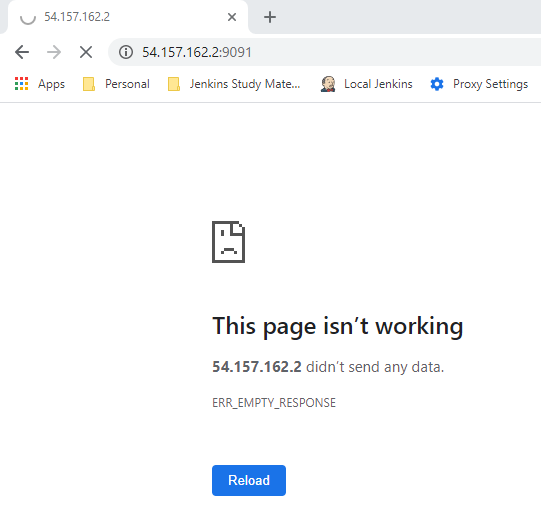 54.157.162.2
54.157.162.2:9091
Apps Personal Jenkins Study Mate... Local Jenkins Proxy Settings
This page isn’t working
54.157.162.2 didn’t send any data.
ERR_EMPTY_RESPONSE
Reload